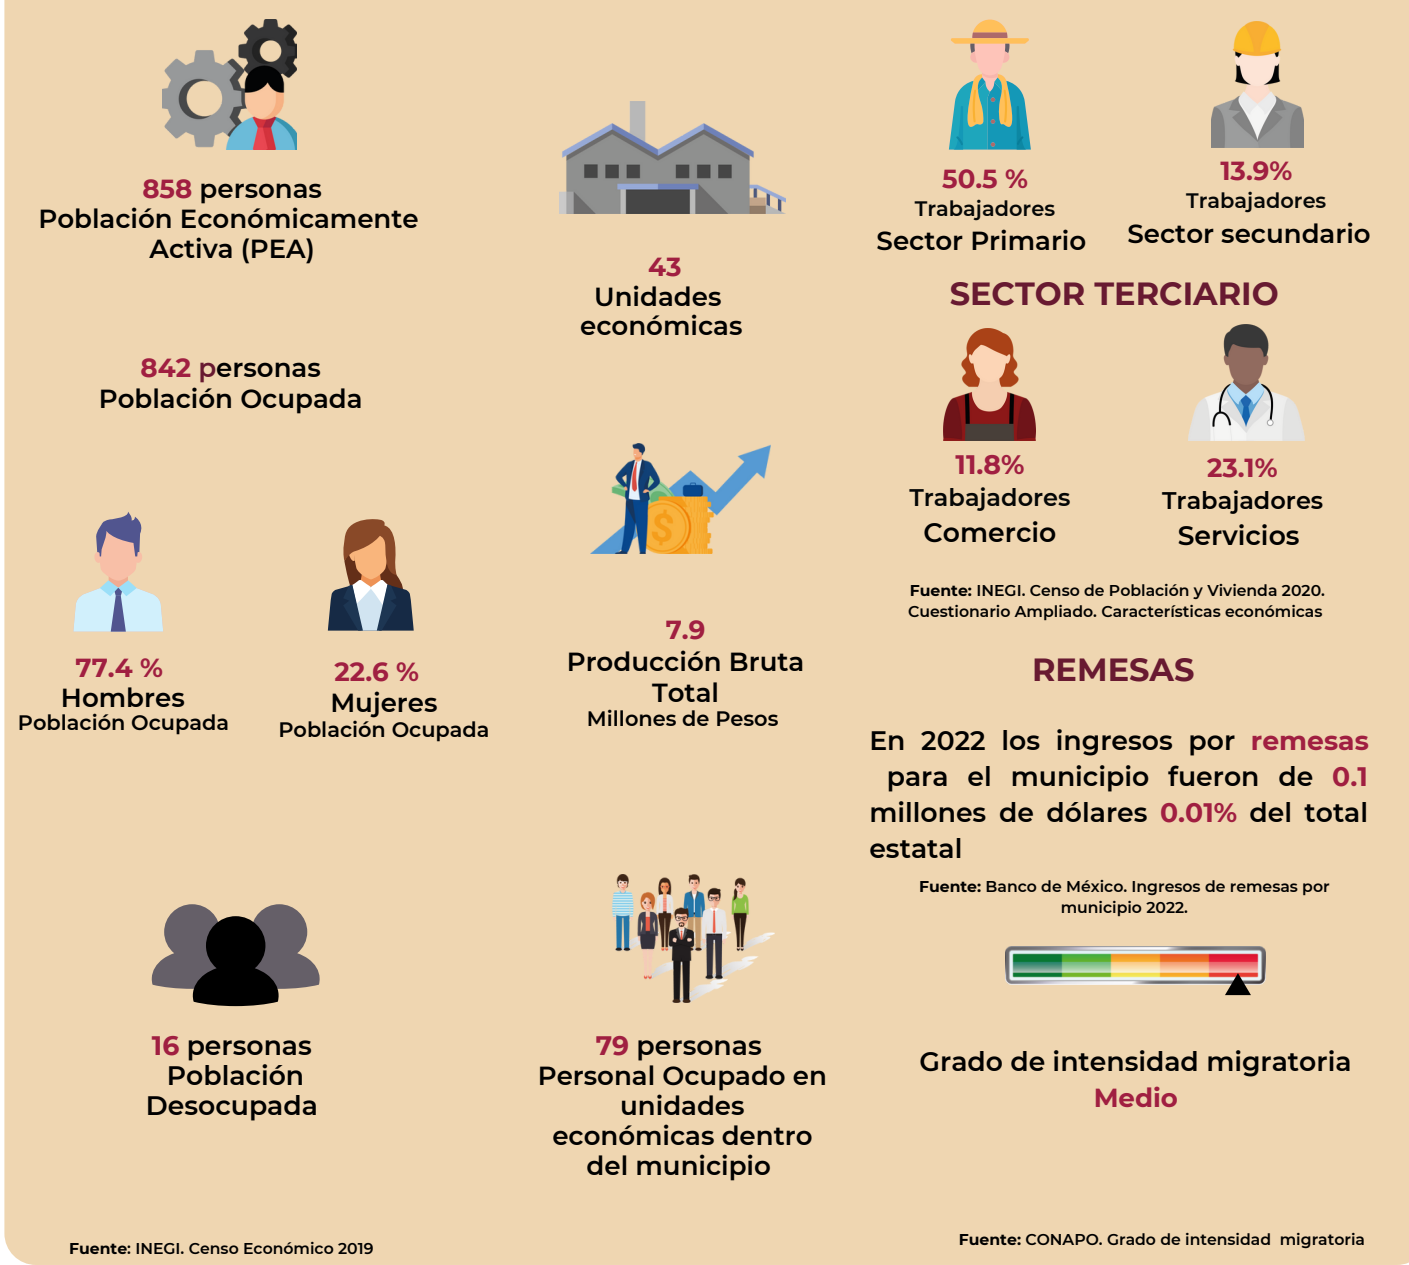 858 personas
Población Económicamente
Activa (PEA)
842 personas
Población Ocupada
77.4 %
Hombres
Población Ocupada
22.6 %
Mujeres
Población Ocupada
16 personas
Población
Desocupada
Fuente: INEGI. Censo Económico 2019
43
Unidades
económicas
7.9
Producción Bruta
Total
Millones de Pesos
79 personas
Personal Ocupado en
unidades
económicas dentro
del municipio
50.5 %
Trabajadores
Sector Primario
13.9%
Trabajadores
Sector secundario
SECTOR TERCIARIO
11.8%
Trabajadores
Comercio
23.1%
Trabajadores
Servicios
Fuente: INEGI. Censo de Población y Vivienda 2020.
Cuestionario Ampliado. Características económicas
REMESAS
En 2022 los ingresos por remesas
para el municipio fueron de 0.1
millones de dólares 0.01% del total
estatal
Fuente: Banco de México. Ingresos de remesas por
municipio 2022.
Grado de intensidad migratoria
Medio
Fuente: CONAPO. Grado de intensidad migratoria